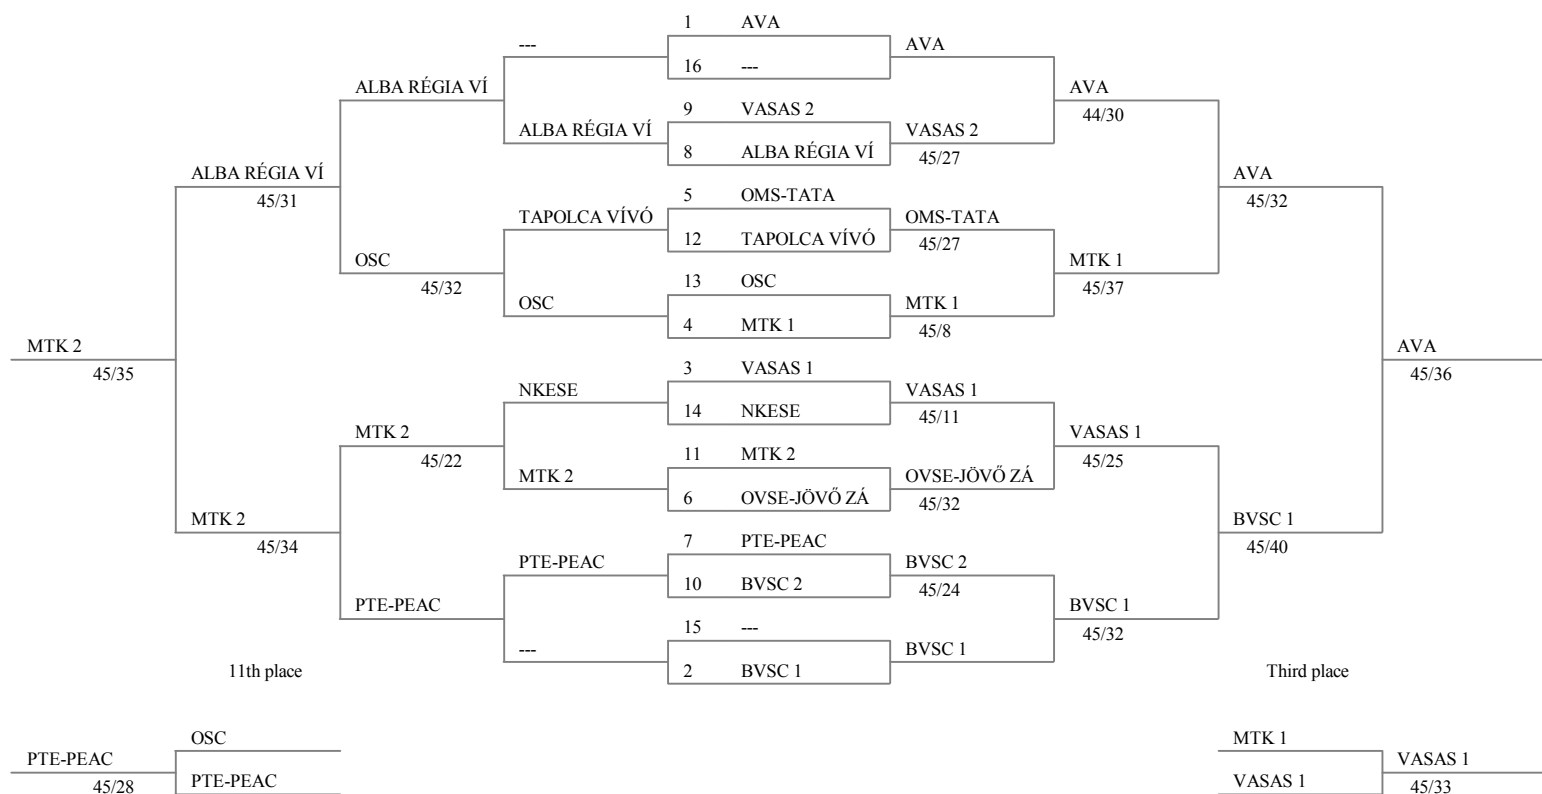 1 AVA
--- AVA
16 ---
ALBA RÉGIA VÍ AVA
9 VASAS 2 44/30
ALBA RÉGIA VÍ VASAS 2
8 ALBA RÉGIA VÍ 45/27
ALBA RÉGIA VÍ AVA
45/31 5 OMS-TATA 45/32
TAPOLCA VÍVÓ OMS-TATA
12 TAPOLCA VÍVÓ 45/27
OSC MTK 1
45/32 13 OSC 45/37
OSC MTK 1
4 MTK 1 45/8
MTK 2 AVA
45/35 3 VASAS 1 45/36
NKESE VASAS 1
14 NKESE 45/11
MTK 2 VASAS 1
45/22 11 MTK 2 45/25
MTK 2 OVSE-JÖVŐ ZÁ
6 OVSE-JÖVŐ ZÁ 45/32
MTK 2 BVSC 1
45/34 7 PTE-PEAC 45/40
PTE-PEAC BVSC 2
10 BVSC 2 45/24
PTE-PEAC BVSC 1
15 --- 45/32
--- BVSC 1
11th place 2 BVSC 1 Third place
OSC MTK 1
PTE-PEAC VASAS 1
45/28 PTE-PEAC VASAS 1 45/33